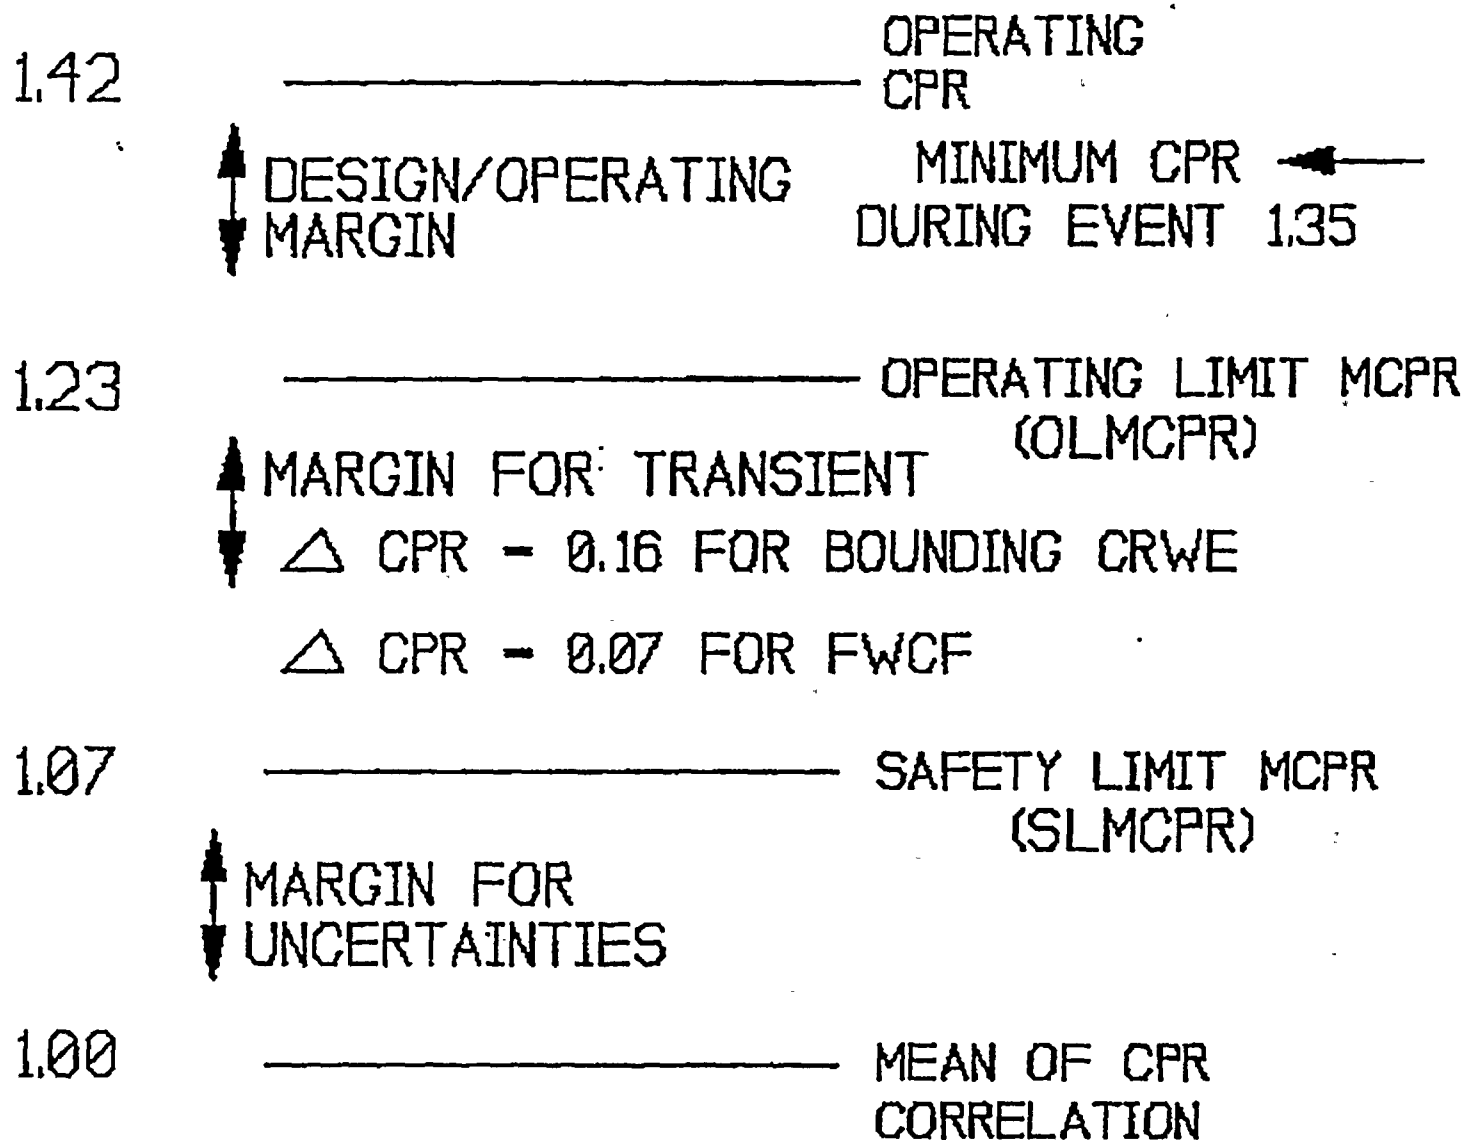 1.42 OPERATING
CPR
DESIGN/OPERATING
MARGIN
MINIMUM CPR
DURING EVENT 1.35
1.23 OPERATING LIMIT MCPR
(OLMCPR)
MARGIN FOR TRANSIENT
△ CPR - 0.16 FOR BOUNDING CRWE
△ CPR - 0.07 FOR FWCF
1.07 SAFETY LIMIT MCPR
(SLMCPR)
MARGIN FOR
UNCERTAINTIES
1.00 MEAN OF CPR
CORRELATION